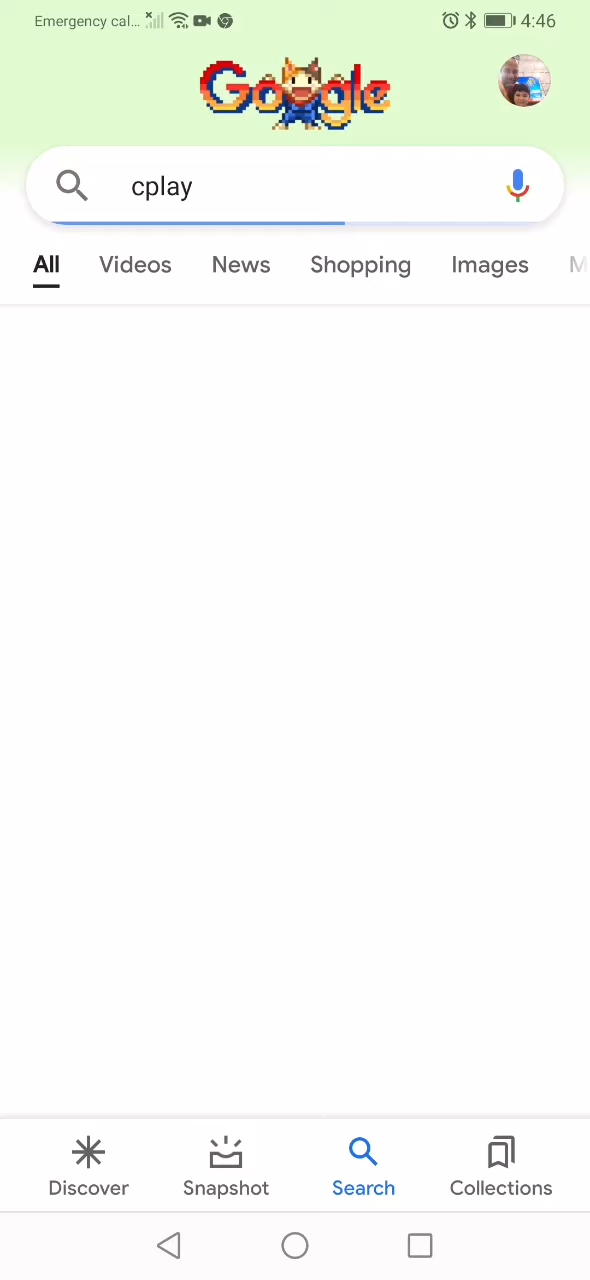 Emergency cal... 4:46
Google
cplay
All Videos News Shopping Images M
Discover Snapshot Search Collections